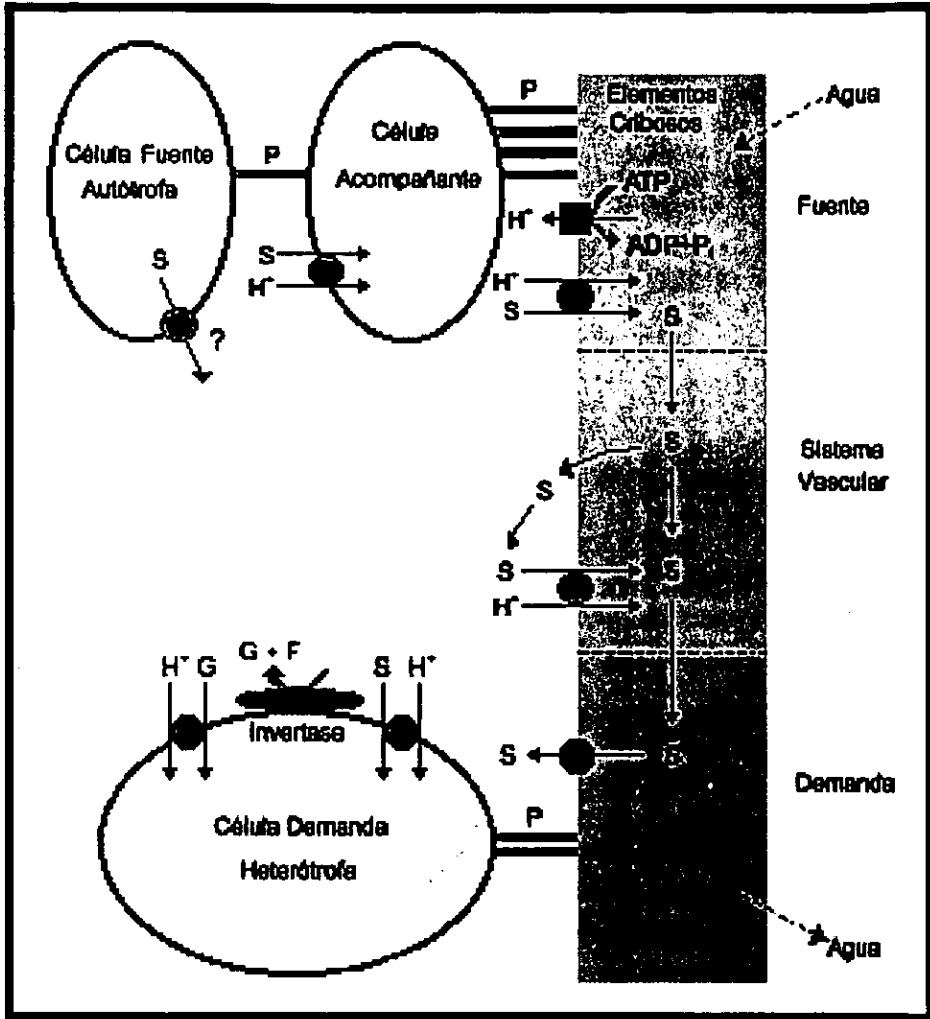 Célula Fuente
Autótrofa
P
Célula
Acompañante
P
Elementos
Cribosos
Agua
Fuente
ATP
H⁺
ADP+Pᵢ
S
?
S
H⁺
H⁺
S
S
S
S
Sistema
Vascular
S
S
H⁺
H⁺ G
G + F
S H⁺
Invertasa
S
S
Demanda
Célula Demanda
Heterótrofa
P
Agua